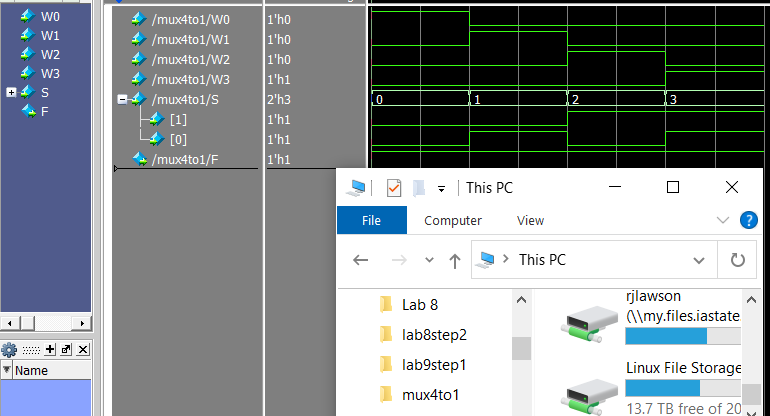 W0
W1
W2
W3
S
F
Name
/mux4to1/W0 1'h0
/mux4to1/W1 1'h0
/mux4to1/W2 1'h0
/mux4to1/W3 1'h1
/mux4to1/S 2'h3
[1] 1'h1
[0] 1'h1
/mux4to1/F 1'h1
0 1 2 3
This PC
File Computer View
This PC
Lab 8
lab8step2
lab9step1
mux4to1
rjlawson
(\\my.files.iastate.
Linux File Storage
13.7 TB free of 20